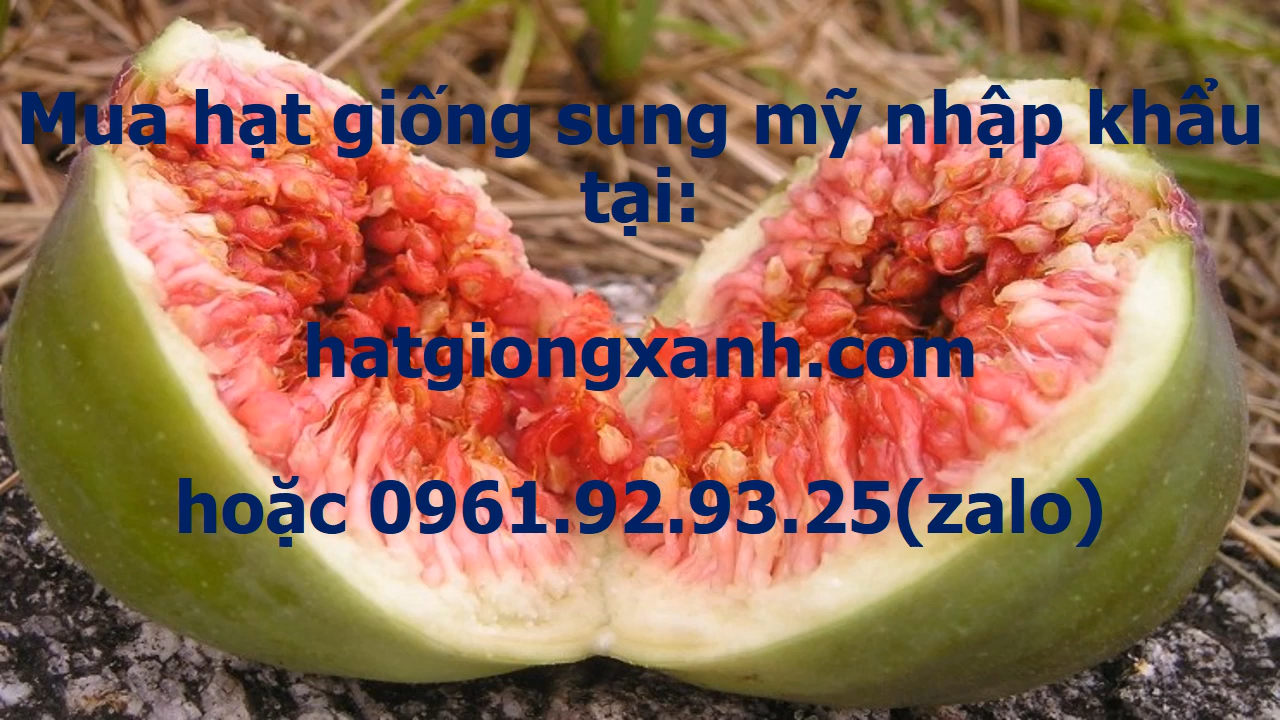 Mua hạt giống sung mỹ nhập khẩu
tại:
hatgiongxanh.com
hoặc 0961.92.93.25(zalo)